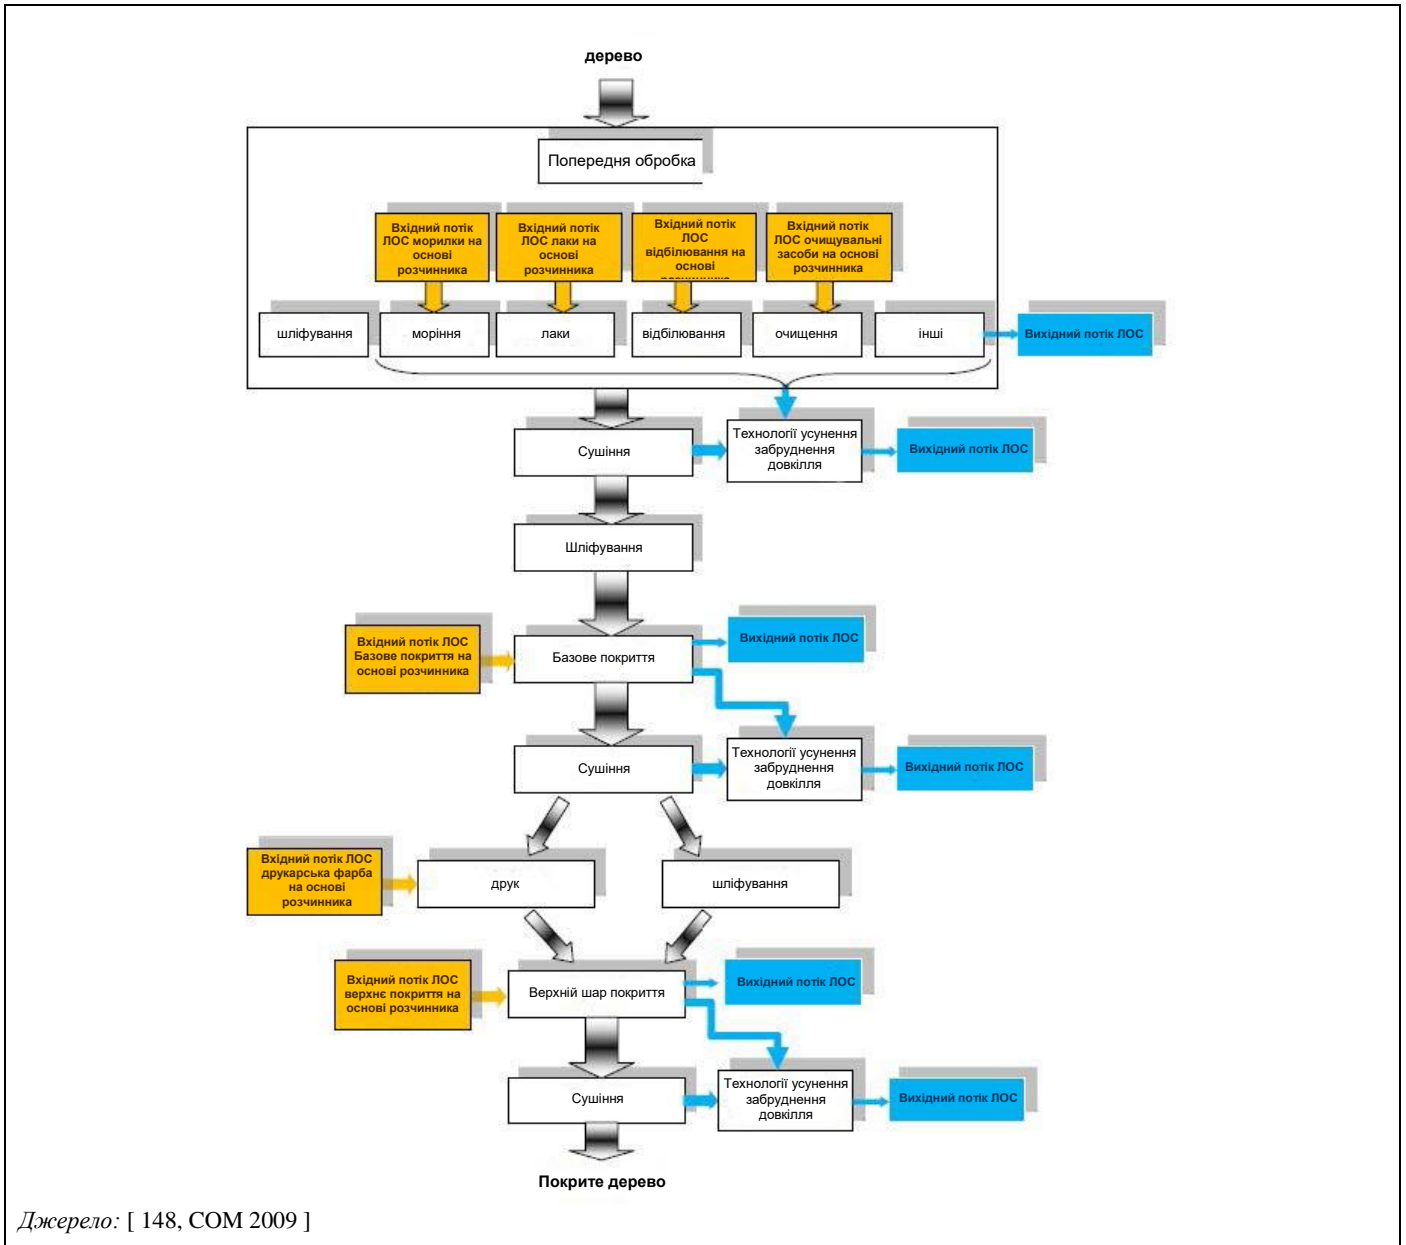 дерево
Попередня обробка
Вхідний потік
ЛОС морилки на
основі
розчинника
Вхідний потік
ЛОС лаки на
основі
розчинника
Вхідний потік
ЛОС
відбілювання на
основі
Вхідний потік
ЛОС очищувальні
засоби на основі
розчинника
шліфування
моріння
лаки
відбілювання
очищення
інші
Вихідний потік ЛОС
Сушіння
Технології усунення
забруднення
довкілля
Вихідний потік ЛОС
Шліфування
Вхідний потік ЛОС
Базове покриття на
основі розчинника
Базове покриття
Вихідний потік ЛОС
Сушіння
Технології усунення
забруднення
довкілля
Вихідний потік ЛОС
Вхідний потік ЛОС
друкарська фарба
на основі
розчинника
друк
шліфування
Вхідний потік ЛОС
верхнє покриття на
основі розчинника
Верхній шар покриття
Вихідний потік ЛОС
Сушіння
Технології усунення
забруднення
довкілля
Вихідний потік ЛОС
Покрите дерево
Джерело: [ 148, COM 2009 ]